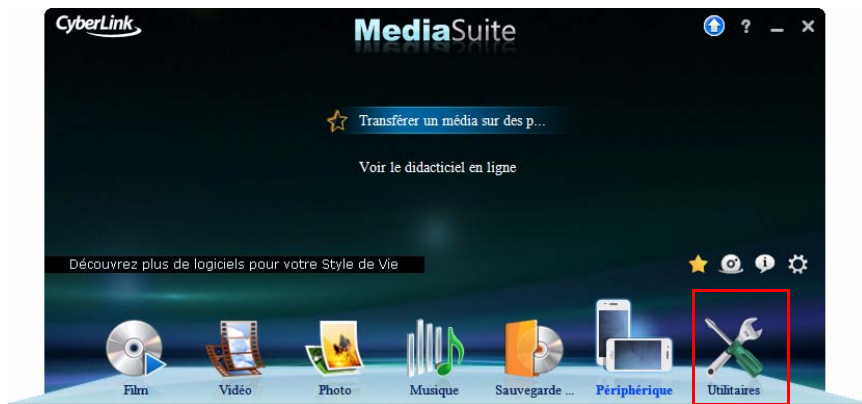 CyberLink
MediaSuite
?
Transférer un média sur des p...
Voir le didacticiel en ligne
Découvrez plus de logiciels pour votre Style de Vie
Film
Vidéo
Photo
Musique
Sauvegarde ...
Périphérique
Utilitaires